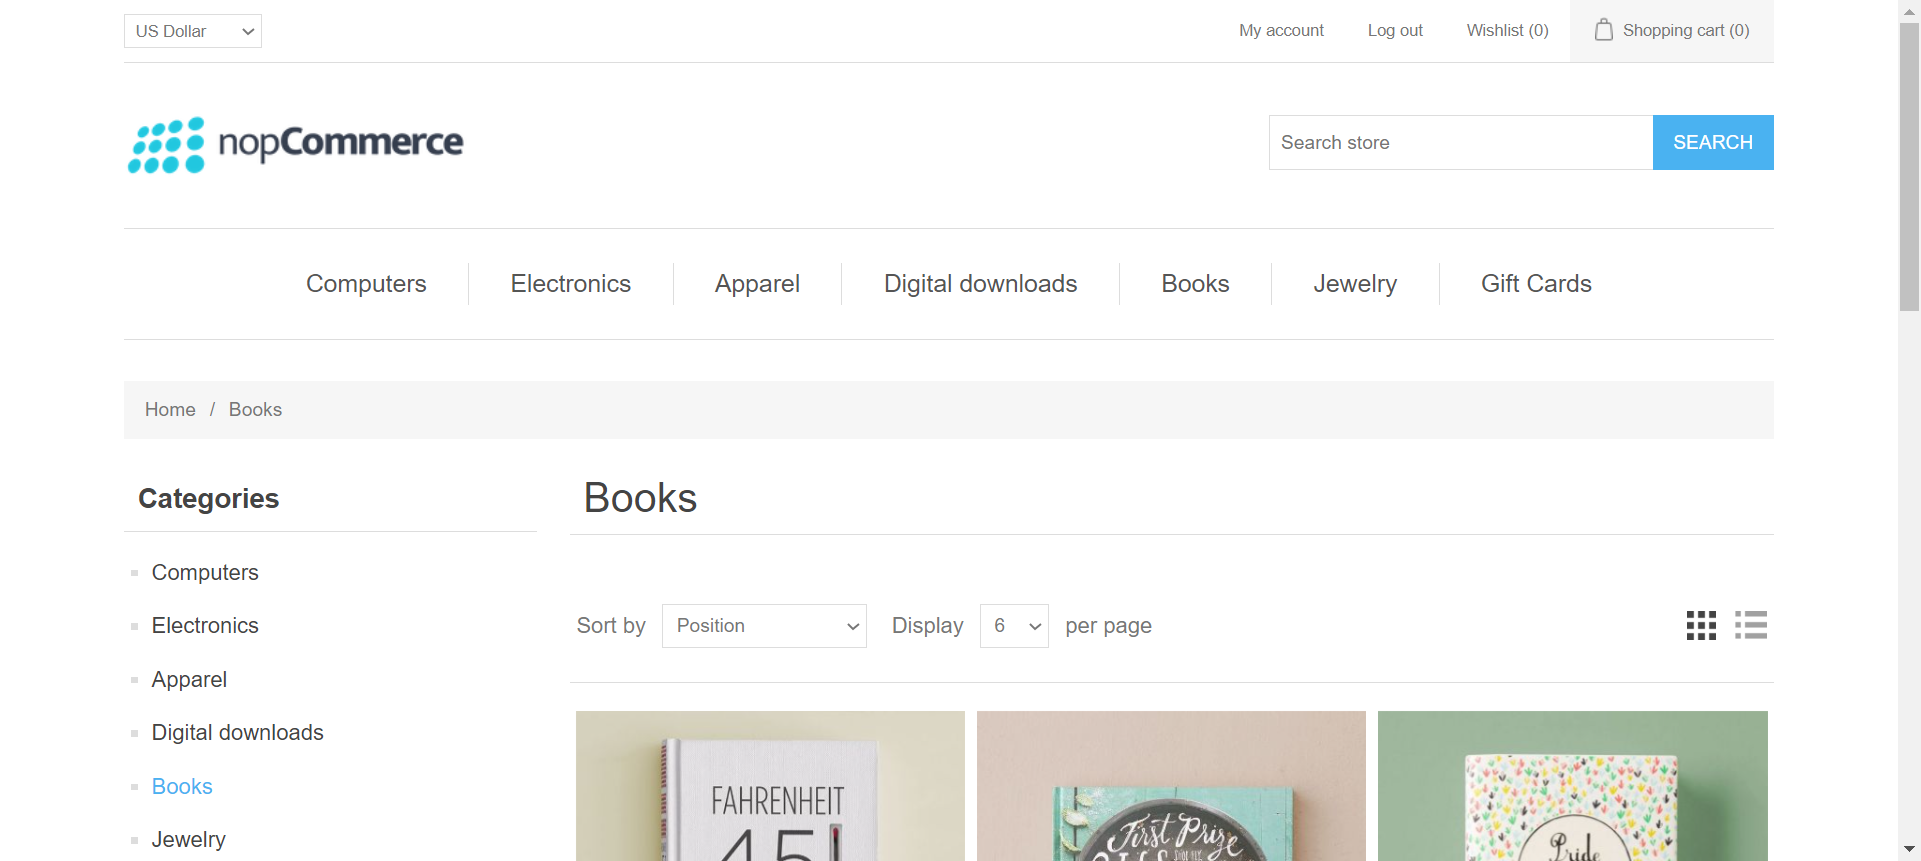 US Dollar
My account
Log out
Wishlist (0)
Shopping cart (0)
nopCommerce
Search store
SEARCH
Computers
Electronics
Apparel
Digital downloads
Books
Jewelry
Gift Cards
Home / Books
Categories
Computers
Electronics
Apparel
Digital downloads
Books
Jewelry
Books
Sort by Position Display 6 per page
FAHRENHEIT
451
First Prize
Pride